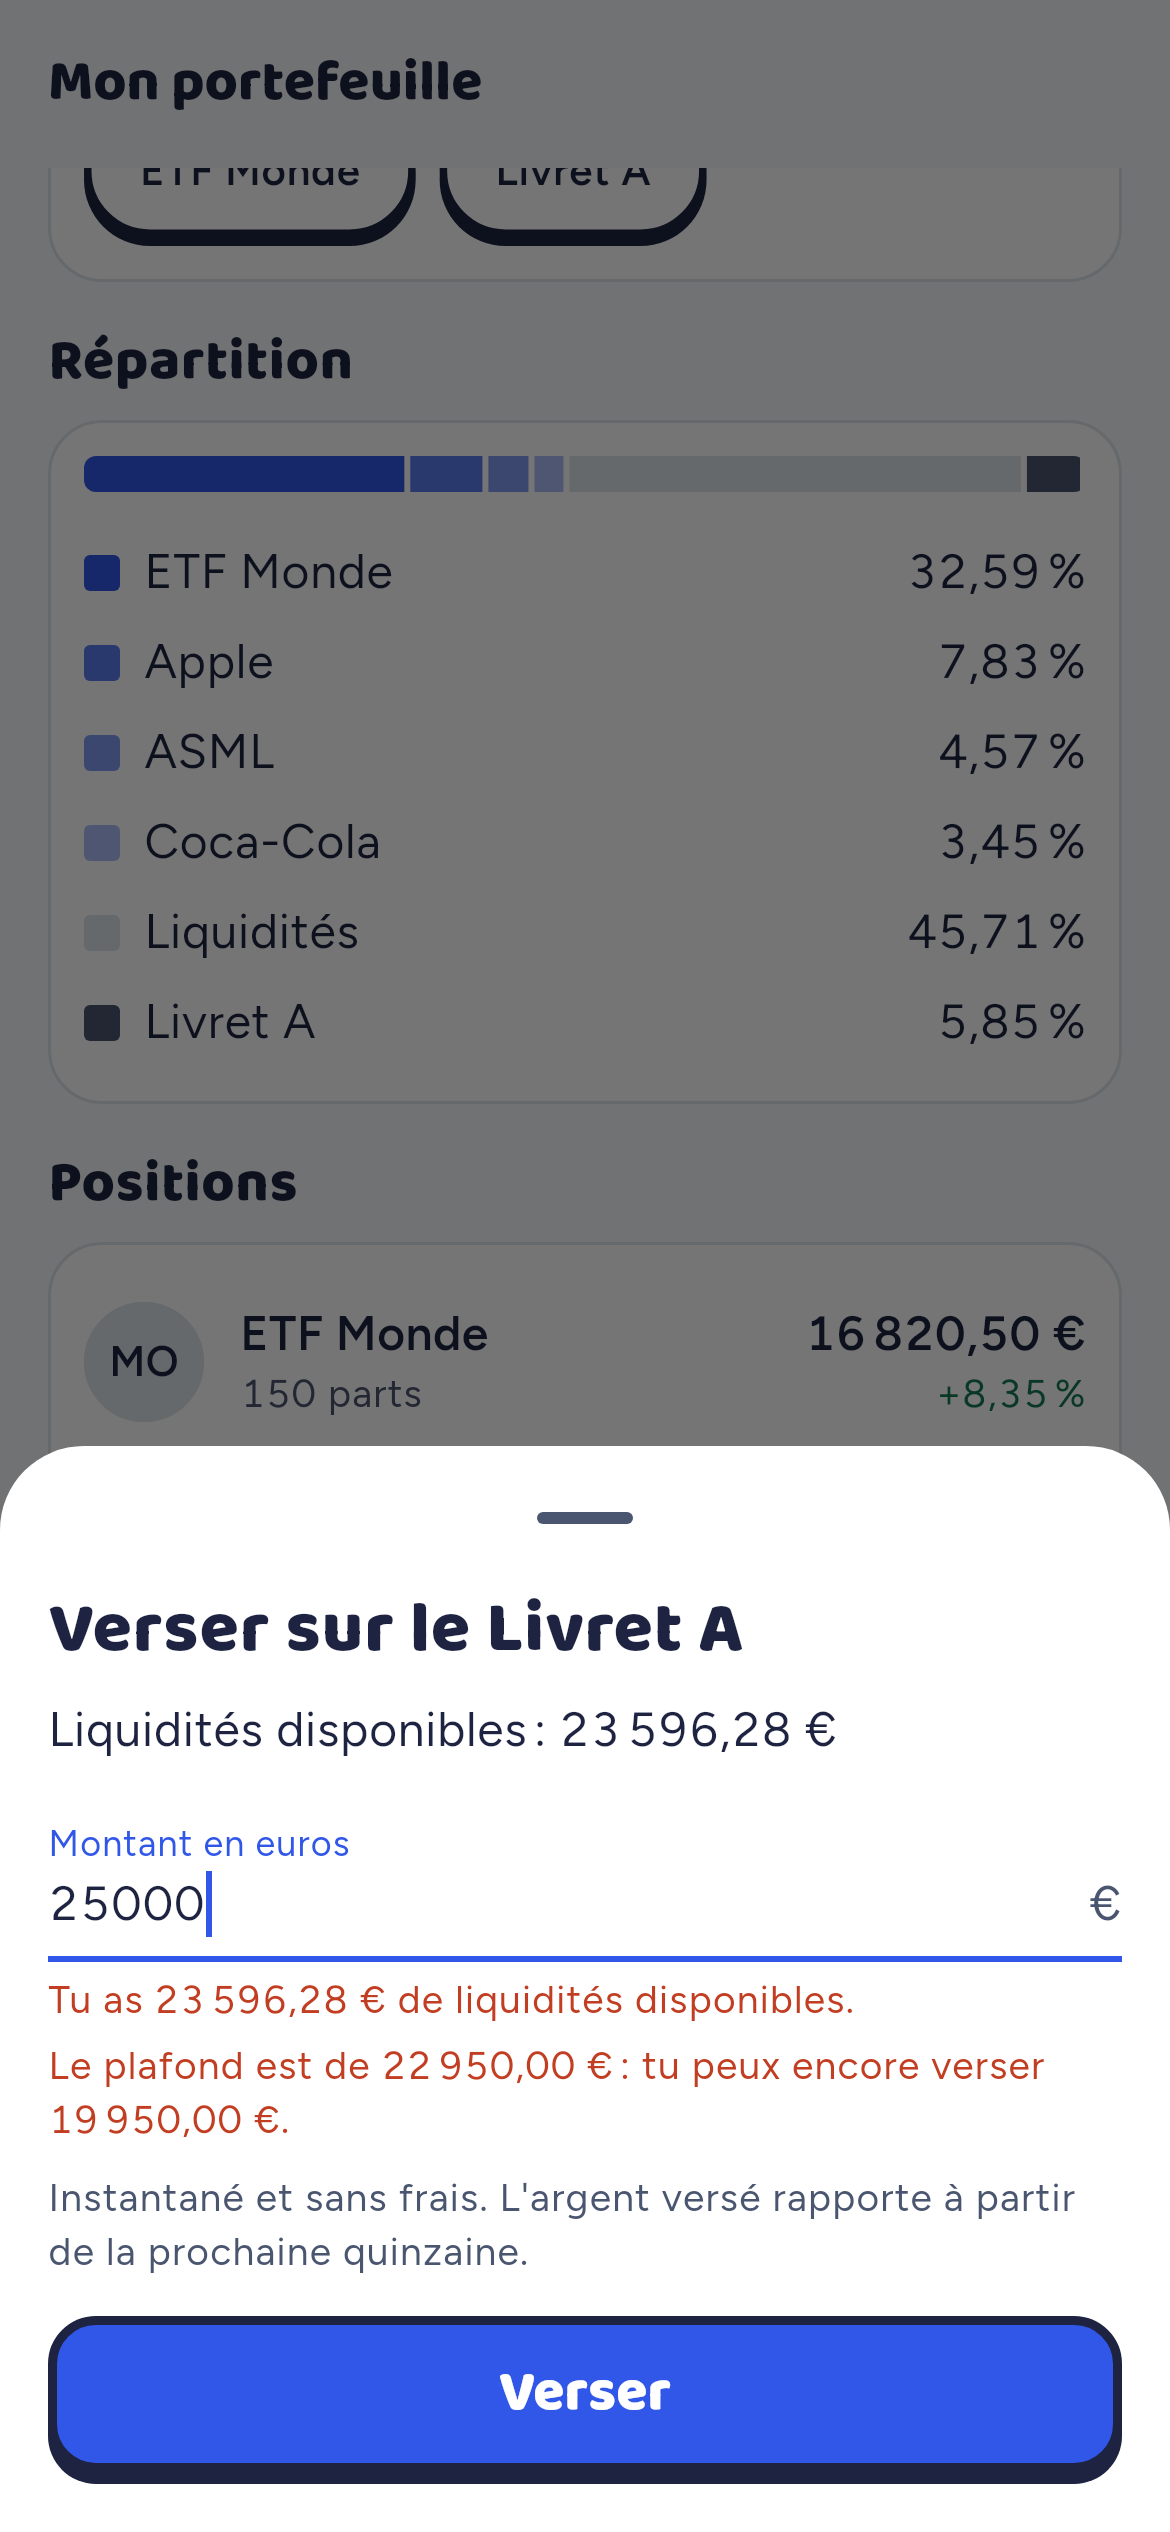 Mon portefeuille
ETF Monde
Livret A
Répartition
ETF Monde 32,59 %
Apple 7,83 %
ASML 4,57 %
Coca-Cola 3,45 %
Liquidités 45,71 %
Livret A 5,85 %
Positions
MO
ETF Monde 16 820,50 €
150 parts +8,35 %
Verser sur le Livret A
Liquidités disponibles : 23 596,28 €
Montant en euros
25000 €
Tu as 23 596,28 € de liquidités disponibles.
Le plafond est de 22 950,00 € : tu peux encore verser
19 950,00 €.
Instantané et sans frais. L'argent versé rapporte à partir
de la prochaine quinzaine.
Verser